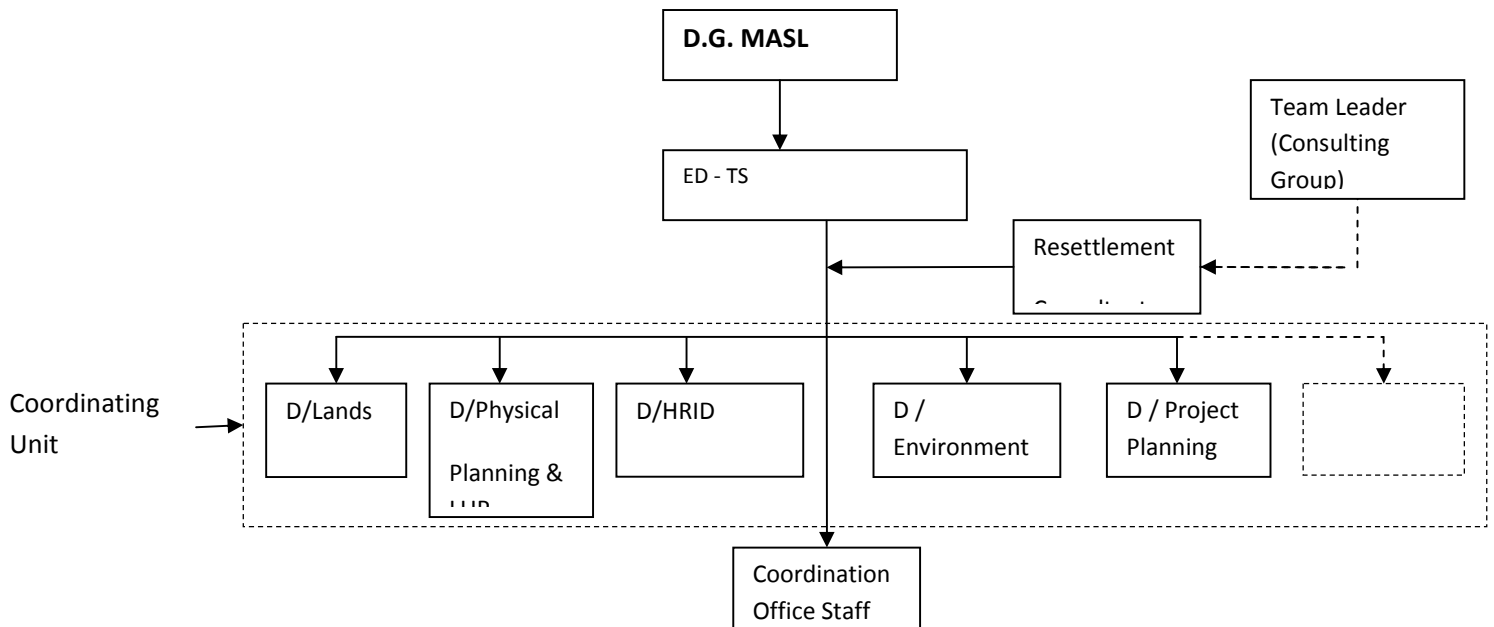 D.G. MASL
Team Leader
(Consulting
Group)
ED - TS
Resettlement
Coordinating
Unit
D/Lands
D/Physical
Planning &
D/HRID
D /
Environment
D / Project
Planning
Coordination
Office Staff